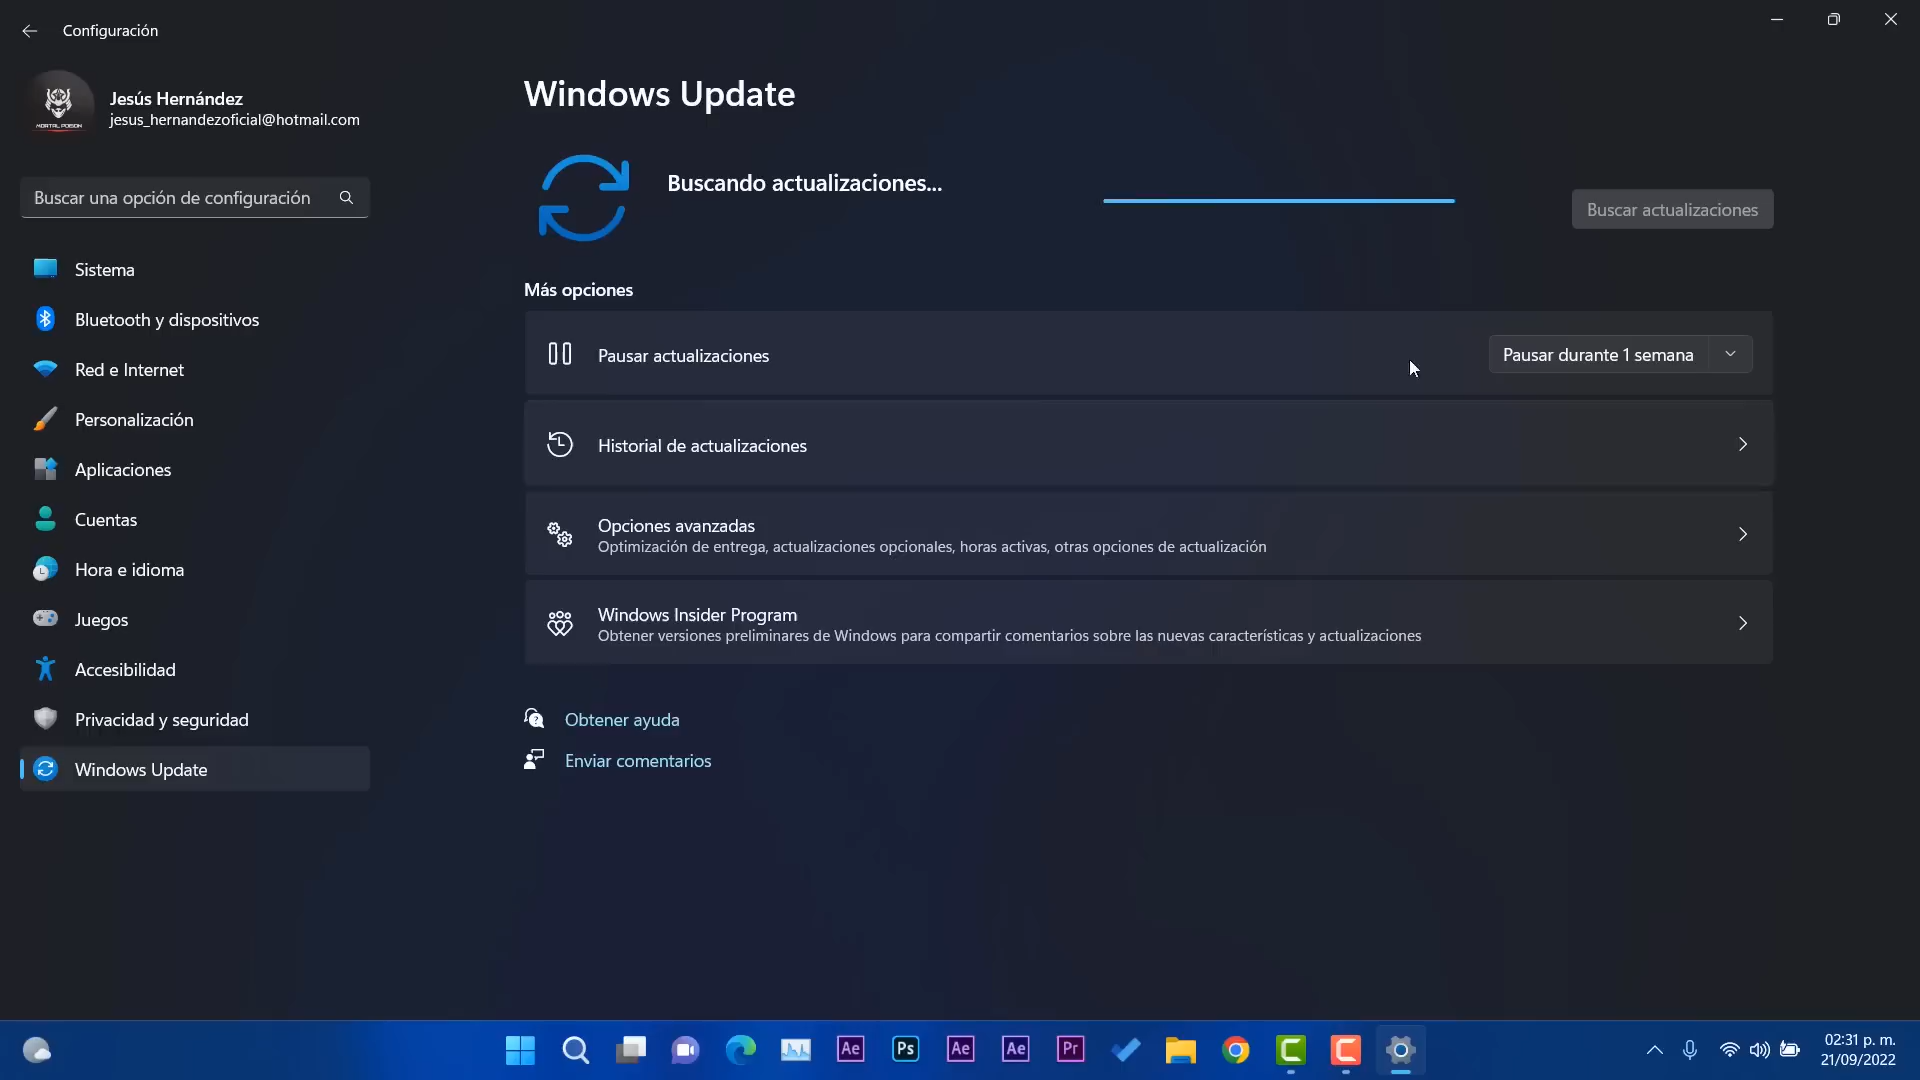 Configuración
Jesús Hernández
jesus_hernandezoficial@hotmail.com
MORTAL POISON
Buscar una opción de configuración
Sistema
Bluetooth y dispositivos
Red e Internet
Personalización
Aplicaciones
Cuentas
Hora e idioma
Juegos
Accesibilidad
Privacidad y seguridad
Windows Update
Windows Update
Buscando actualizaciones...
Buscar actualizaciones
Más opciones
Pausar actualizaciones
Pausar durante 1 semana
Historial de actualizaciones
Opciones avanzadas
Optimización de entrega, actualizaciones opcionales, horas activas, otras opciones de actualización
Windows Insider Program
Obtener versiones preliminares de Windows para compartir comentarios sobre las nuevas características y actualizaciones
Obtener ayuda
Enviar comentarios
Ae
Ps
Ae
Ae
Pr
02:31 p. m.
21/09/2022